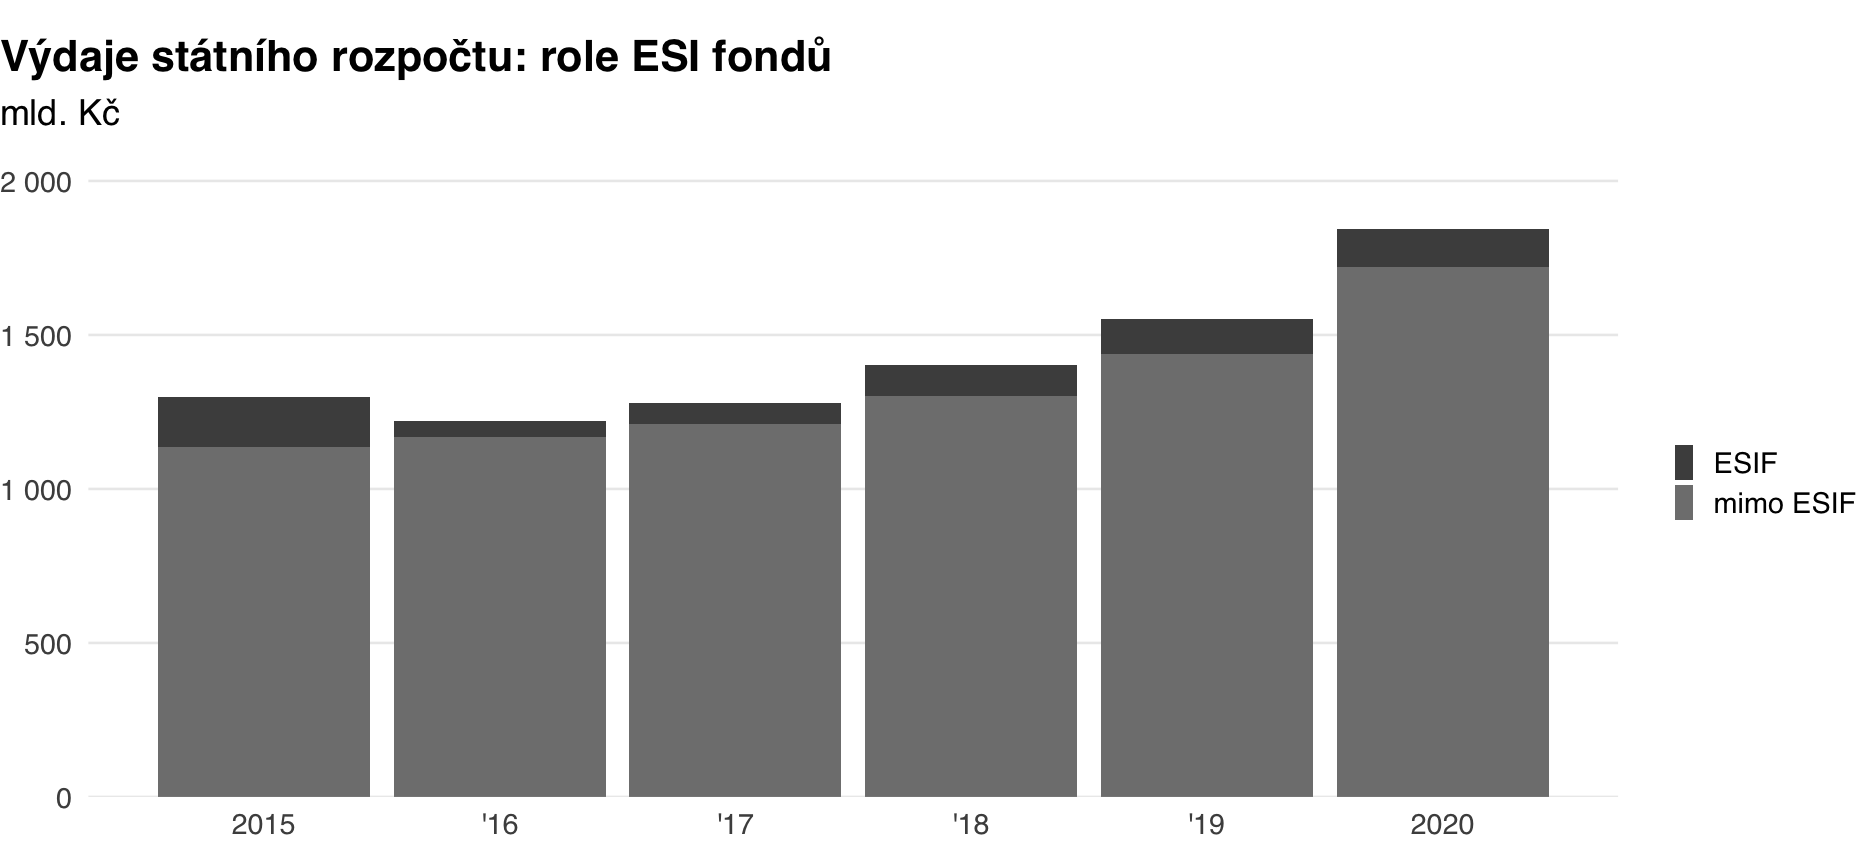 Výdaje státního rozpočtu: role ESI fondů
mld. Kč
2 000
1 500
1 000
500
0
2015
'16
'17
'18
'19
2020
ESIF
mimo ESIF